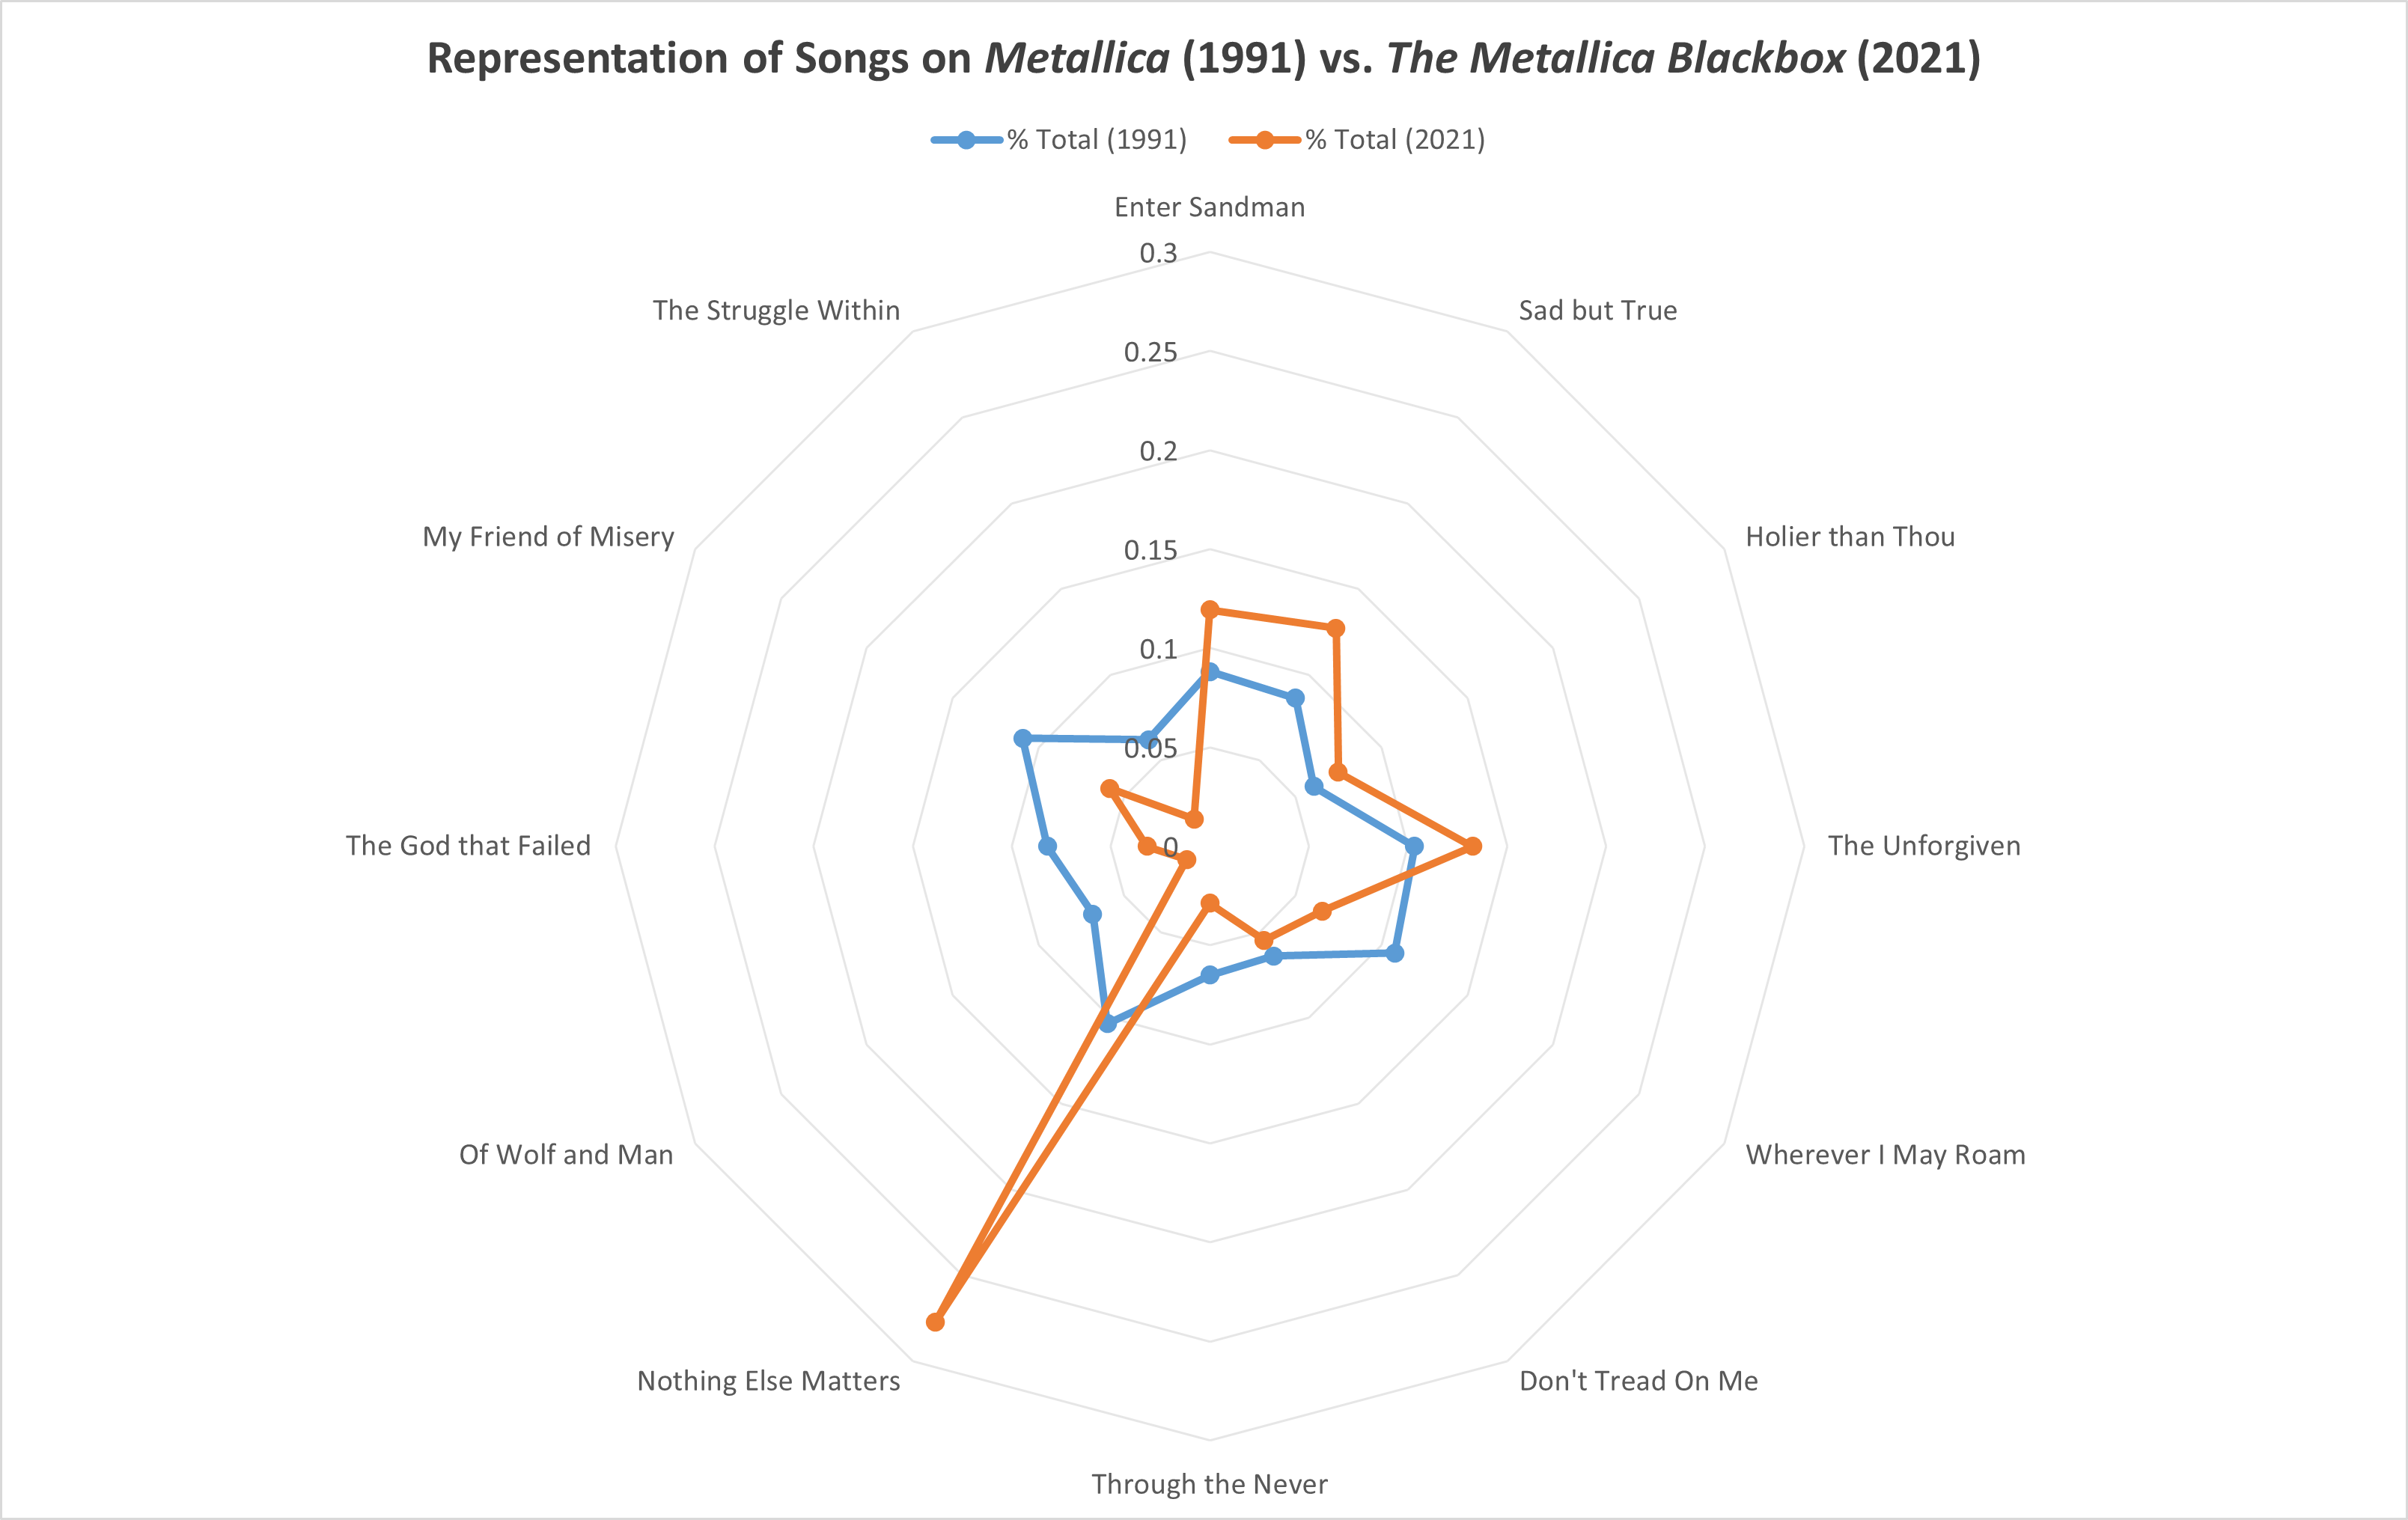 Representation of Songs on Metallica (1991) vs. The Metallica Blackbox (2021)
% Total (1991) % Total (2021)
Enter Sandman
0.3
The Struggle Within
Sad but True
0.25
0.2
My Friend of Misery
Holier than Thou
0.15
0.1
0.05
The God that Failed
0
The Unforgiven
Of Wolf and Man
Wherever I May Roam
Nothing Else Matters
Don't Tread On Me
Through the Never